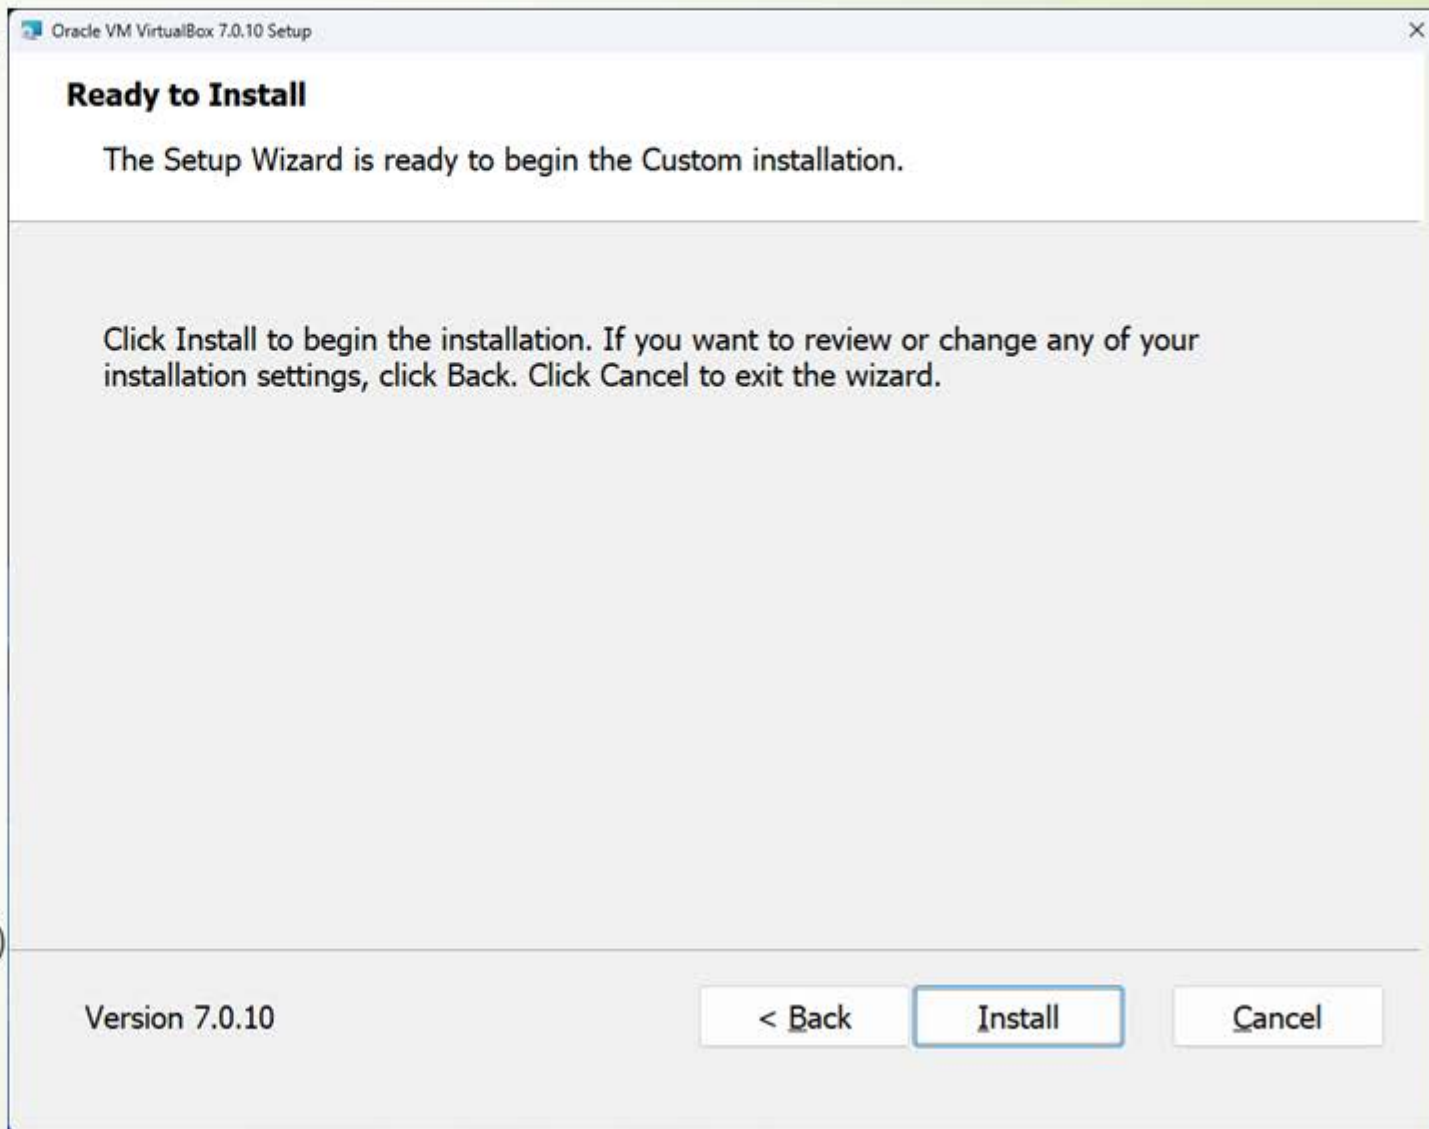 Oracle VM VirtualBox 7.0.10 Setup
Ready to Install
The Setup Wizard is ready to begin the Custom installation.
Click Install to begin the installation. If you want to review or change any of your
installation settings, click Back. Click Cancel to exit the wizard.
Version 7.0.10
< Back
Install
Cancel